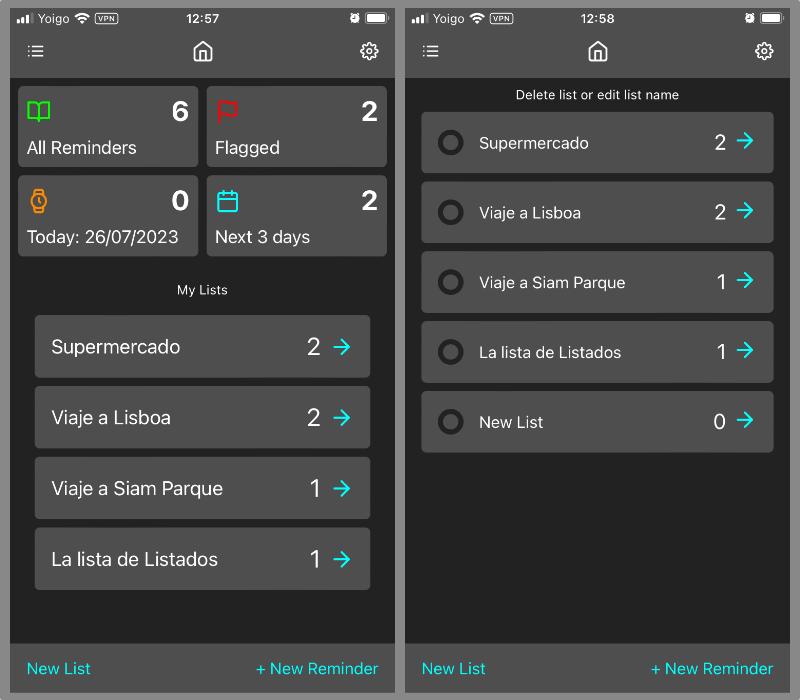 Yoigo VPN 12:57
6
All Reminders
2
Flagged
0
Today: 26/07/2023
2
Next 3 days
My Lists
Supermercado 2
Viaje a Lisboa 2
Viaje a Siam Parque 1
La lista de Listados 1
New List + New Reminder
Yoigo VPN 12:58
Delete list or edit list name
Supermercado 2
Viaje a Lisboa 2
Viaje a Siam Parque 1
La lista de Listados 1
New List 0
New List + New Reminder